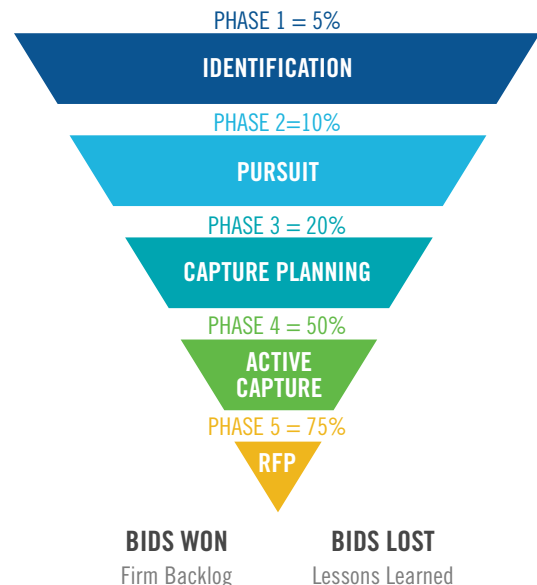 PHASE 1 = 5%
IDENTIFICATION
PHASE 2=10%
PURSUIT
PHASE 3 = 20%
CAPTURE PLANNING
PHASE 4 = 50%
ACTIVE
CAPTURE
PHASE 5 = 75%
RFP
BIDS WON
BIDS LOST
Firm Backlog
Lessons Learned